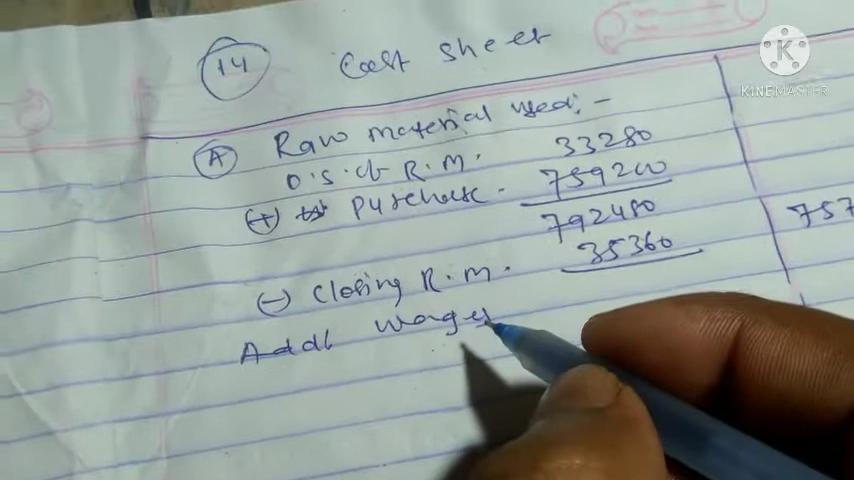 14 Cost sheet
A Raw material used:-
O.S. of R.M. 33280
(+) Purchase. 759200
792480 757
(-) Closing R.M. 35360
Add wages
KINEMASTER